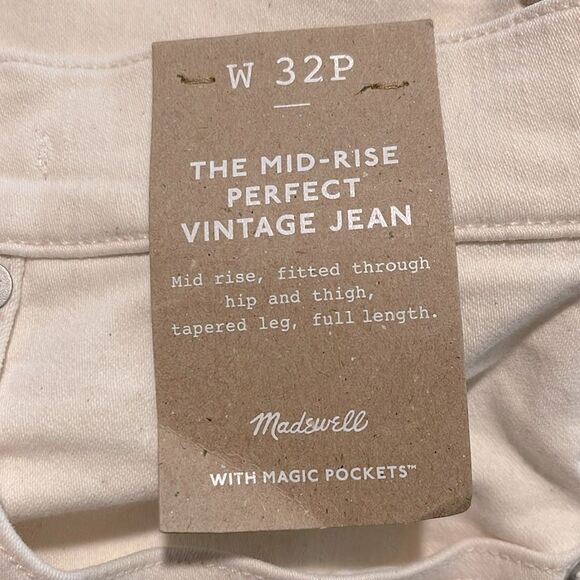 W 32P
THE MID-RISE
PERFECT
VINTAGE JEAN
Mid rise, fitted through
hip and thigh,
tapered leg, full length.
Madewell
WITH MAGIC POCKETS™